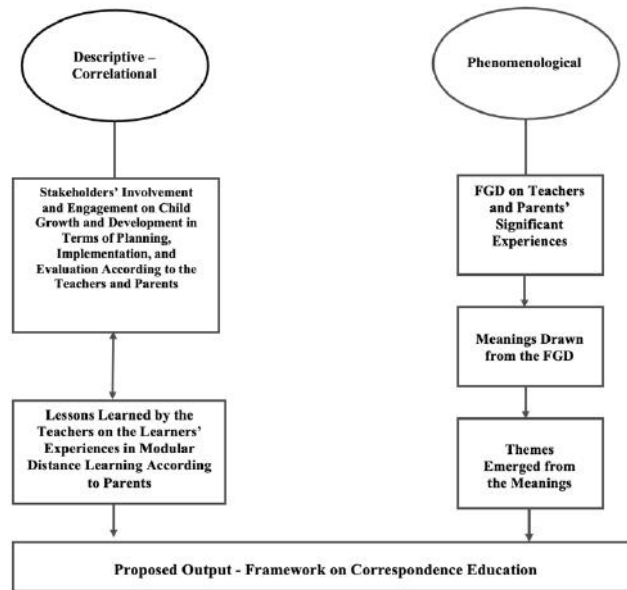 Descriptive –
Correlational
Phenomenological
Stakeholders' Involvement
and Engagement on Child
Growth and Development in
Terms of Planning,
Implementation, and
Evaluation According to the
Teachers and Parents
FGD on Teachers
and Parents'
Significant
Experiences
Meanings Drawn
from the FGD
Lessons Learned by the
Teachers on the Learners'
Experiences in Modular
Distance Learning According
to Parents
Themes
Emerged from
the Meanings
Proposed Output - Framework on Correspondence Education